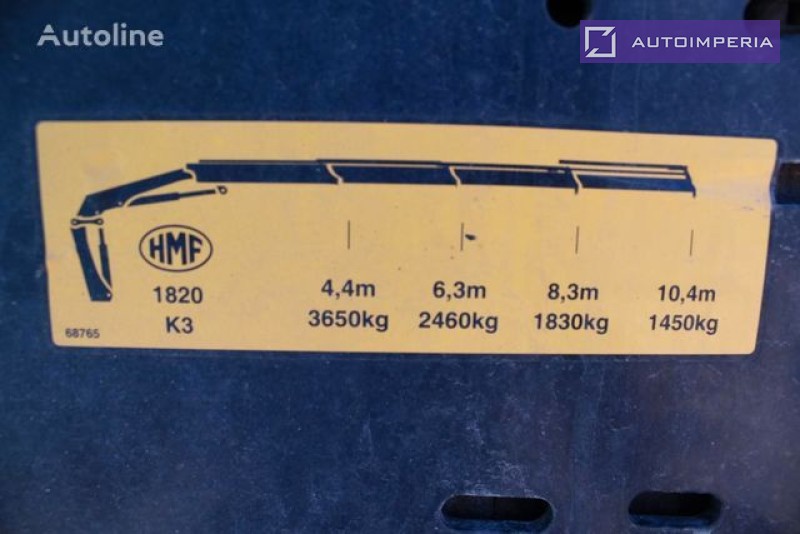 Autoline
AUTOIMPERIA
HMF
1820
K3
68765
4,4m 6,3m 8,3m 10,4m
3650kg 2460kg 1830kg 1450kg